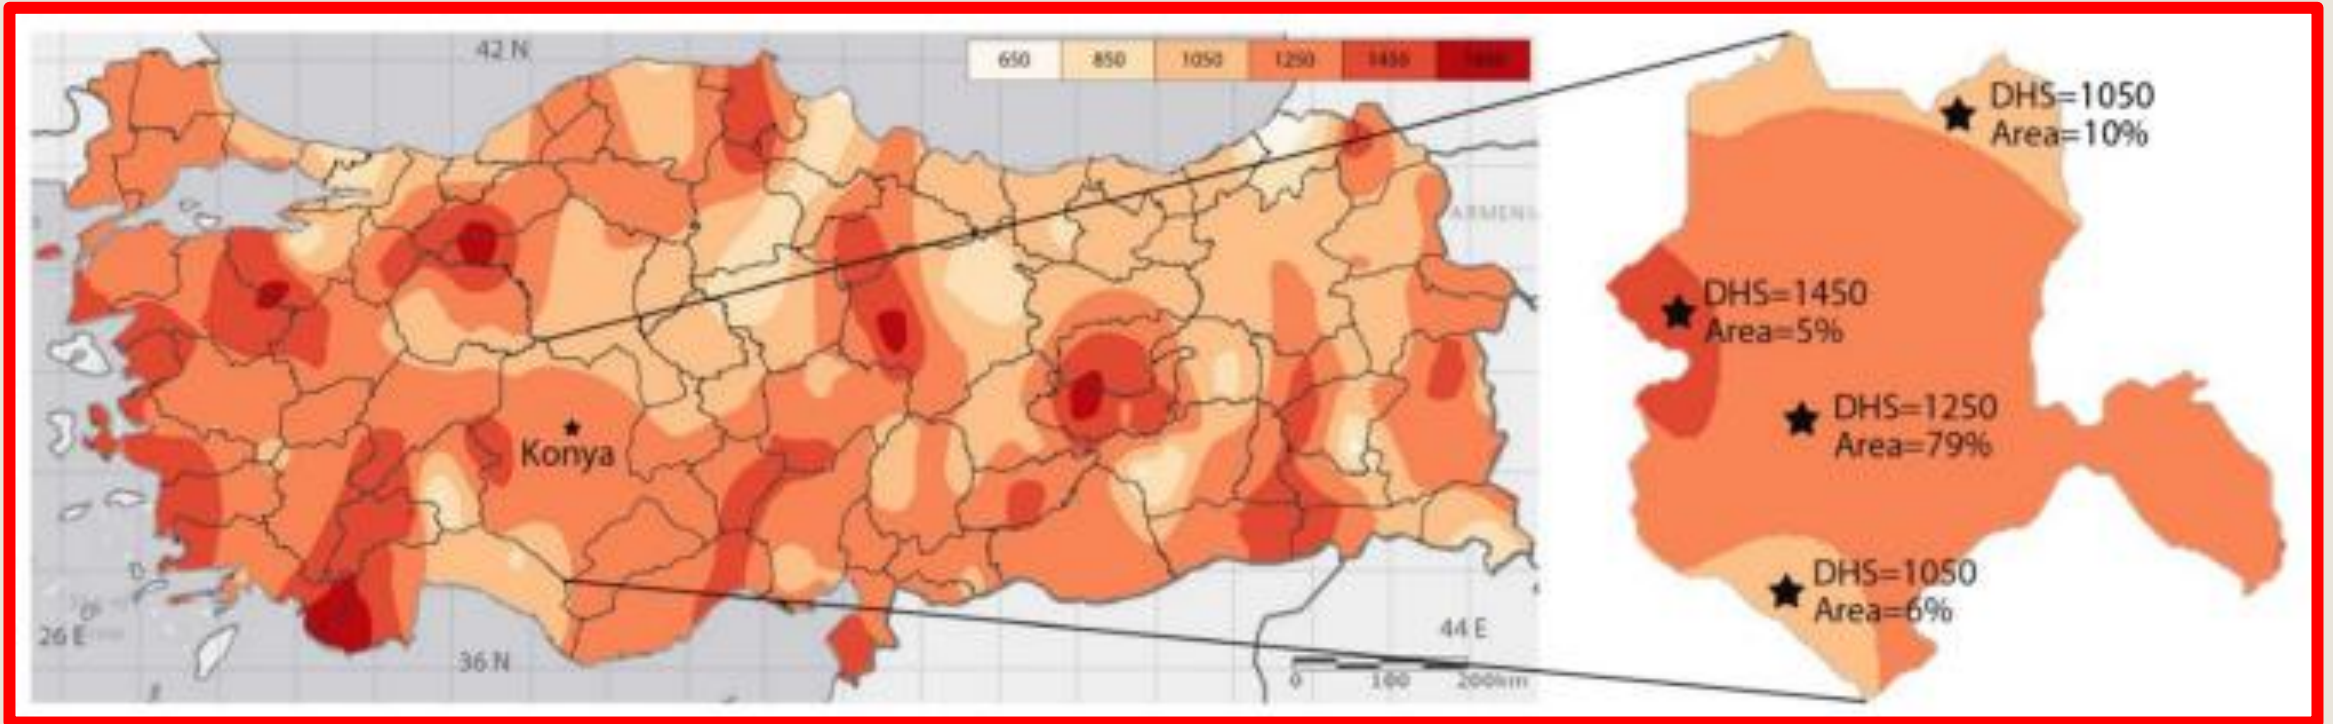 42 N
650 850 1050 1250 1450
ARMENI
Konya
26 E
36 N
44 E
0 100 200km
DHS=1050
Area=10%
DHS=1450
Area=5%
DHS=1250
Area=79%
DHS=1050
Area=6%